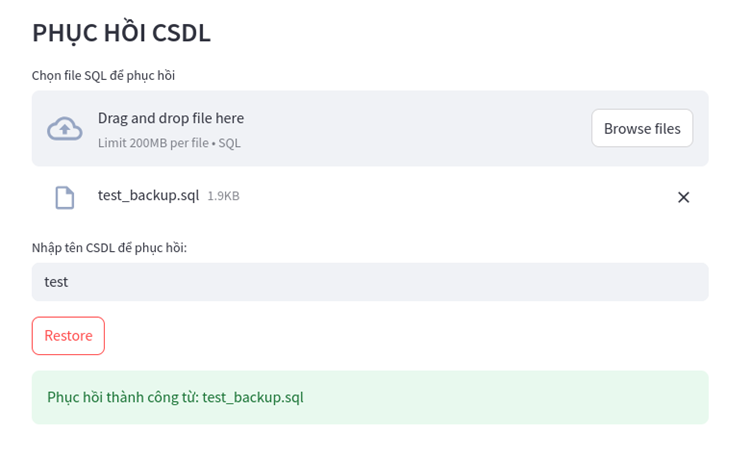 PHỤC HỒI CSDL
Chọn file SQL để phục hồi
Drag and drop file here
Limit 200MB per file • SQL
Browse files
test_backup.sql 1.9KB
Nhập tên CSDL để phục hồi:
test
Restore
Phục hồi thành công từ: test_backup.sql